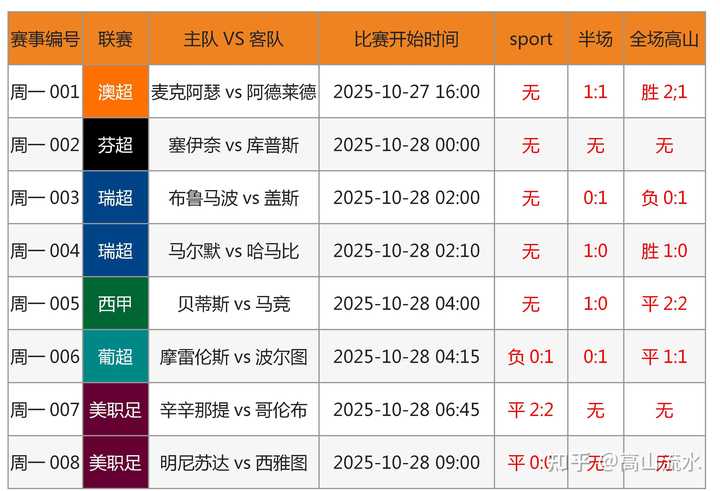 赛事编号 联赛 主队 VS 客队 比赛开始时间 sport 半场 全场高山
周一 001 澳超 麦克阿瑟 vs 阿德莱德 2025-10-27 16:00 无 1:1 胜 2;1
周一 002 芬超 塞伊奈 vs 库普斯 2025-10-28 00:00 无 无 无
周一 003 瑞超 布鲁马波 vs 盖斯 2025-10-28 02:00 无 0:1 负 0:1
周一 004 瑞超 马尔默 vs 哈马比 2025-10-28 02:10 无 1:0 胜 1:0
周一 005 西甲 贝蒂斯 vs 马竞 2025-10-28 04:00 无 1:0 平 2:2
周一 006 葡超 摩雷伦斯 vs 波尔图 2025-10-28 04:15 负 0:1 0:1 平 1:1
周一 007 美职足 辛辛那提 vs 哥伦布 2025-10-28 06:45 平 2:2 无 无
周一 008 美职足 明尼苏达 vs 西雅图 2025-10-28 09:00 平 0: 无 无
知乎 @高山流水